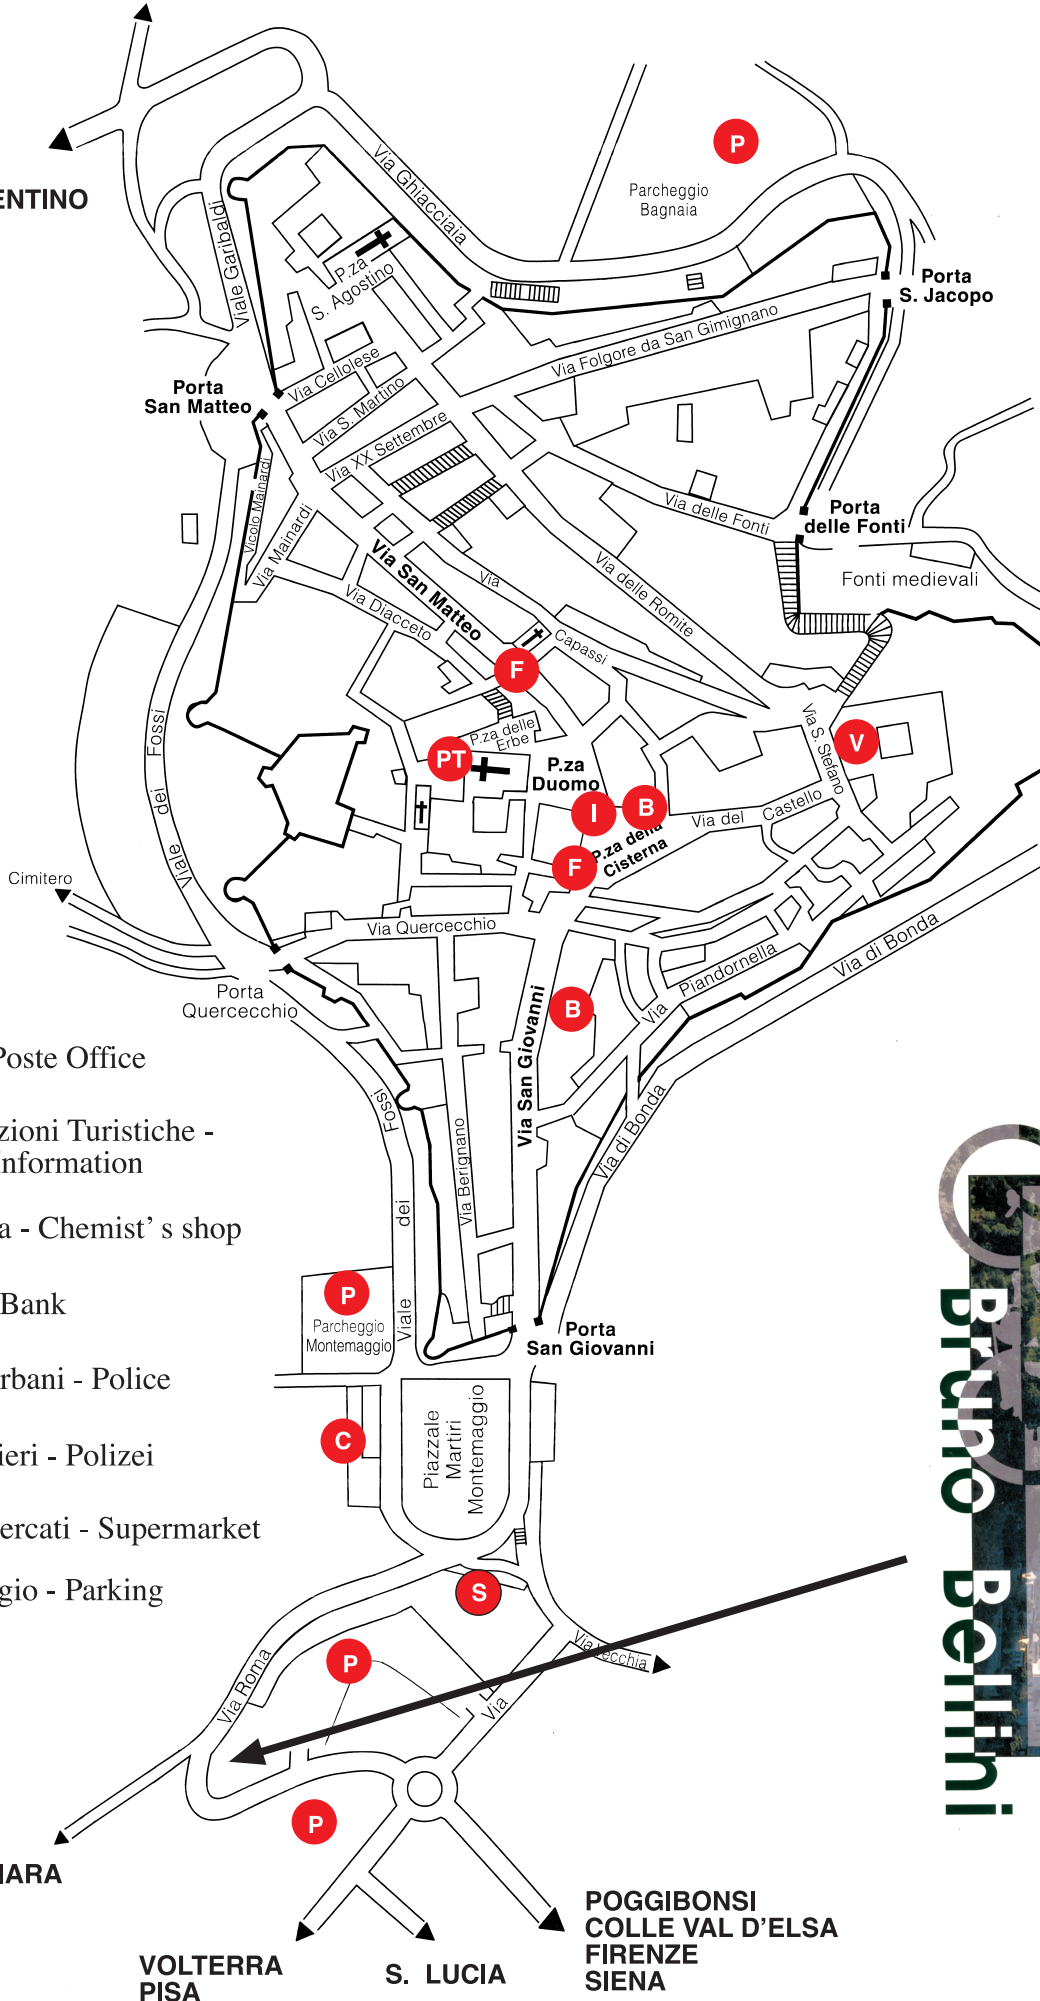 ENTINO
Via Ghiacciaia
P
Parcheggio
Bagnaia
Viale Garibaldi
P.za
S. Agostino
Porta
S. Jacopo
Via Folgore da San Gimignano
Via Cellolese
Porta
San Matteo
Via S. Martino
Via XX Settembre
Vicolo Mainardi
Via Mainardi
Via delle Fonti
Porta
delle Fonti
Fonti medievali
Via San Matteo
Via
Capassi
Via delle Romite
Via Diacceto
F
P.za delle
Erbe
PT
P.za
Duomo
Via S. Stefano
V
I
B
P.za della
Cisterna
Via del Castello
F
Viale dei Fossi
Cimitero
Via Quercecchio
Porta
Quercecchio
Via Piandornella
Via di Bonda
B
Via San Giovanni
Poste Office
zioni Turistiche -
Information
Fossi
dei
Viale
Via Berignano
Via di Bonda
a - Chemist' s shop
Bank
P
Parcheggio
Montemaggio
Porta
San Giovanni
rbani - Police
C
Piazzale
Martiri
Montemaggio
ieri - Polizei
ercati - Supermarket
S
gio - Parking
Bruno Bellini
P
Via Roma
Via Vecchia
Via
P
IARA
VOLTERRA
PISA
S. LUCIA
POGGIBONSI
COLLE VAL D'ELSA
FIRENZE
SIENA